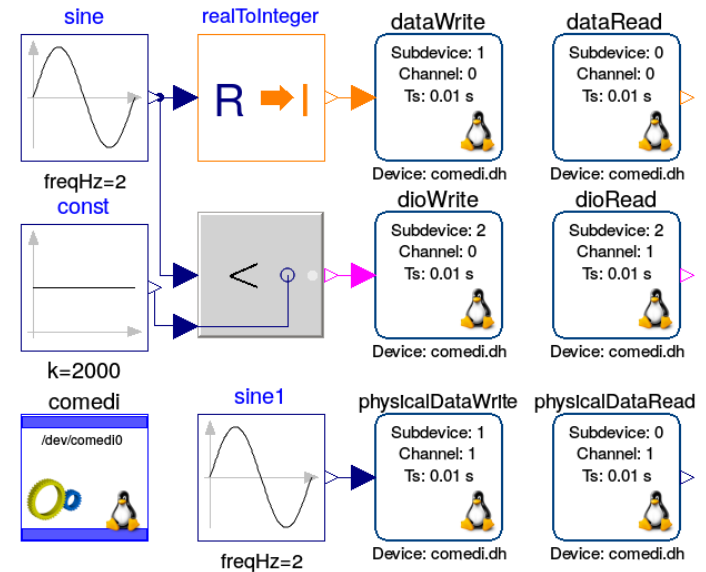 sine
realToInteger
dataWrite
dataRead
R
I
Subdevice: 1
Channel: 0
Ts: 0.01 s
Subdevice: 0
Channel: 0
Ts: 0.01 s
freqHz=2
Device: comedi.dh
Device: comedi.dh
const
dioWrite
dioRead
<
Subdevice: 2
Channel: 0
Ts: 0.01 s
Subdevice: 2
Channel: 1
Ts: 0.01 s
k=2000
Device: comedi.dh
Device: comedi.dh
comedi
sine1
physicalDataWrite
physicalDataRead
/dev/comedi0
Subdevice: 1
Channel: 1
Ts: 0.01 s
Subdevice: 0
Channel: 1
Ts: 0.01 s
freqHz=2
Device: comedi.dh
Device: comedi.dh